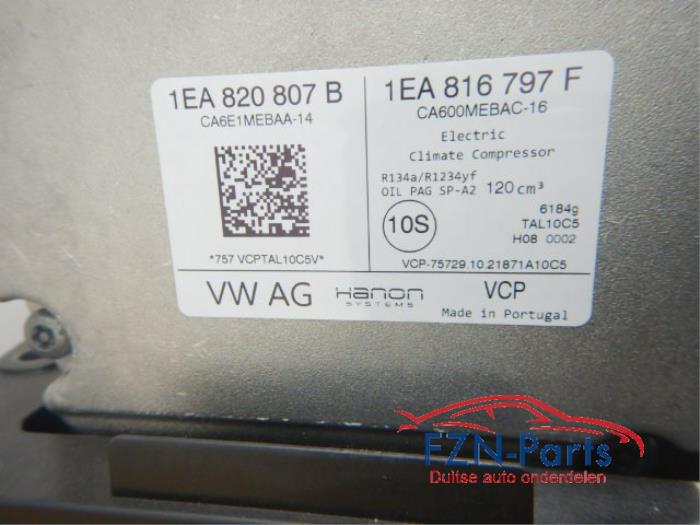 1EA 820 807 B
CA6E1MEBAA-14
*757 VCPTAL10C5V*
1EA 816 797 F
CA600MEBAC-16
Electric
Climate Compressor
R134a/R1234yf
OIL PAG SP-A2 120 cm³
10S
6184g
TAL10C5
H08 0002
VCP-75729.10.21871A10C5
VW AG
Hanon
SYSTEMS
VCP
Made in Portugal
FZN-Parts
Duitse auto onderdelen